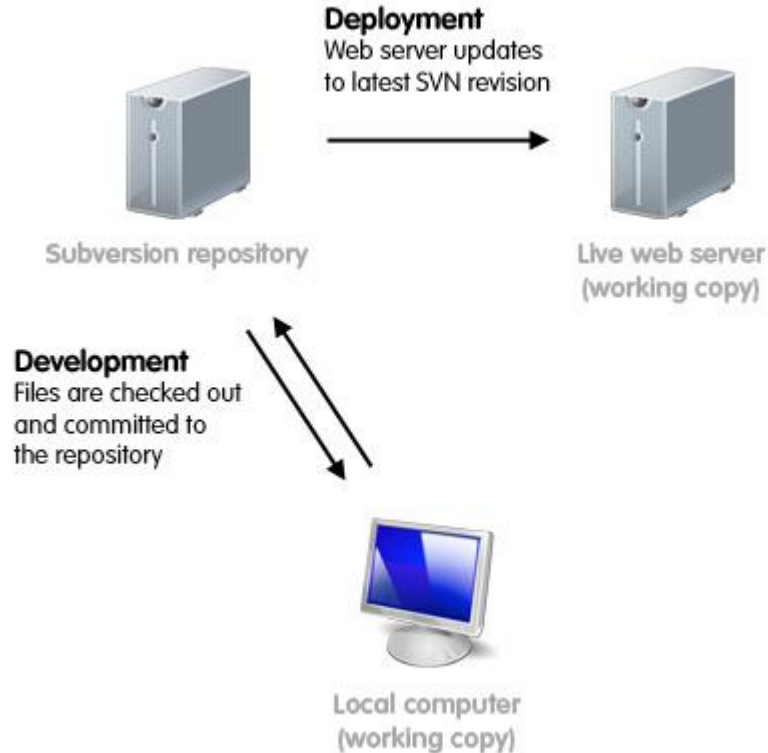 Deployment
Web server updates
to latest SVN revision
Subversion repository
Live web server
(working copy)
Development
Files are checked out
and committed to
the repository
Local computer
(working copy)